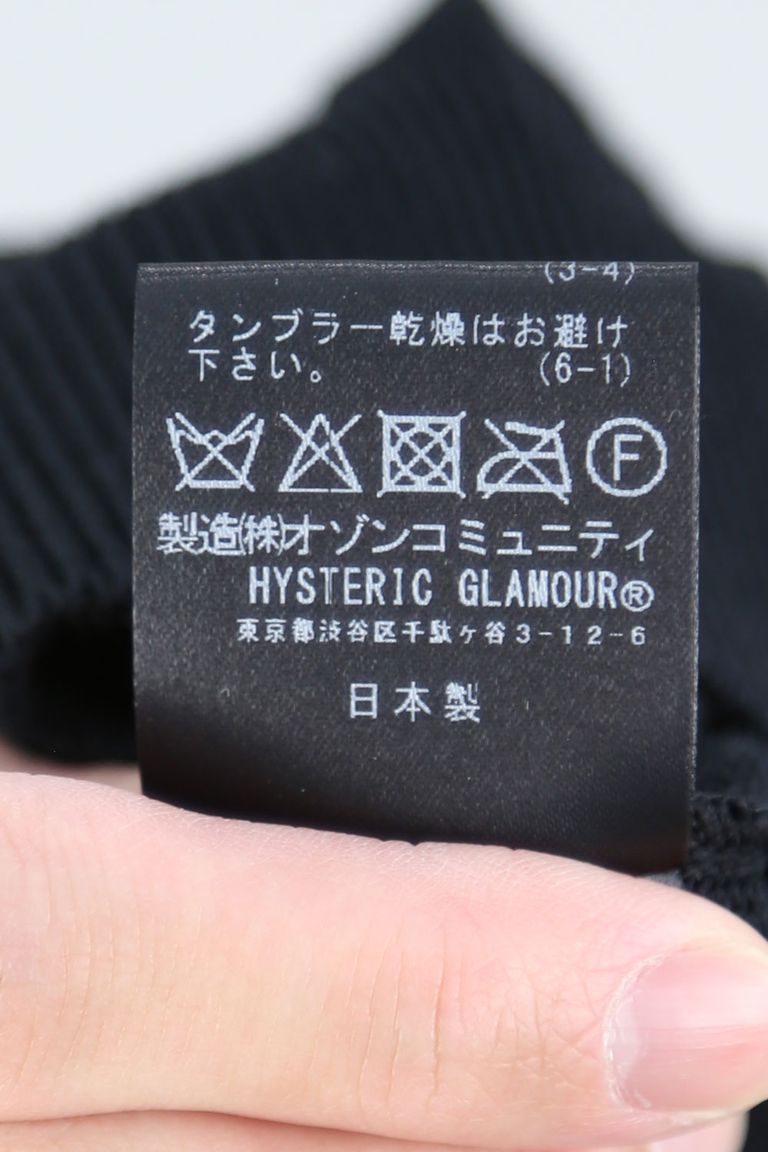 (3-4)
タンブラー乾燥はお避け
下さい。 (6-1)
F
製造(株)オゾンコミュニティ
HYSTERIC GLAMOUR®
東京都渋谷区千駄ヶ谷3-12-6
日本製